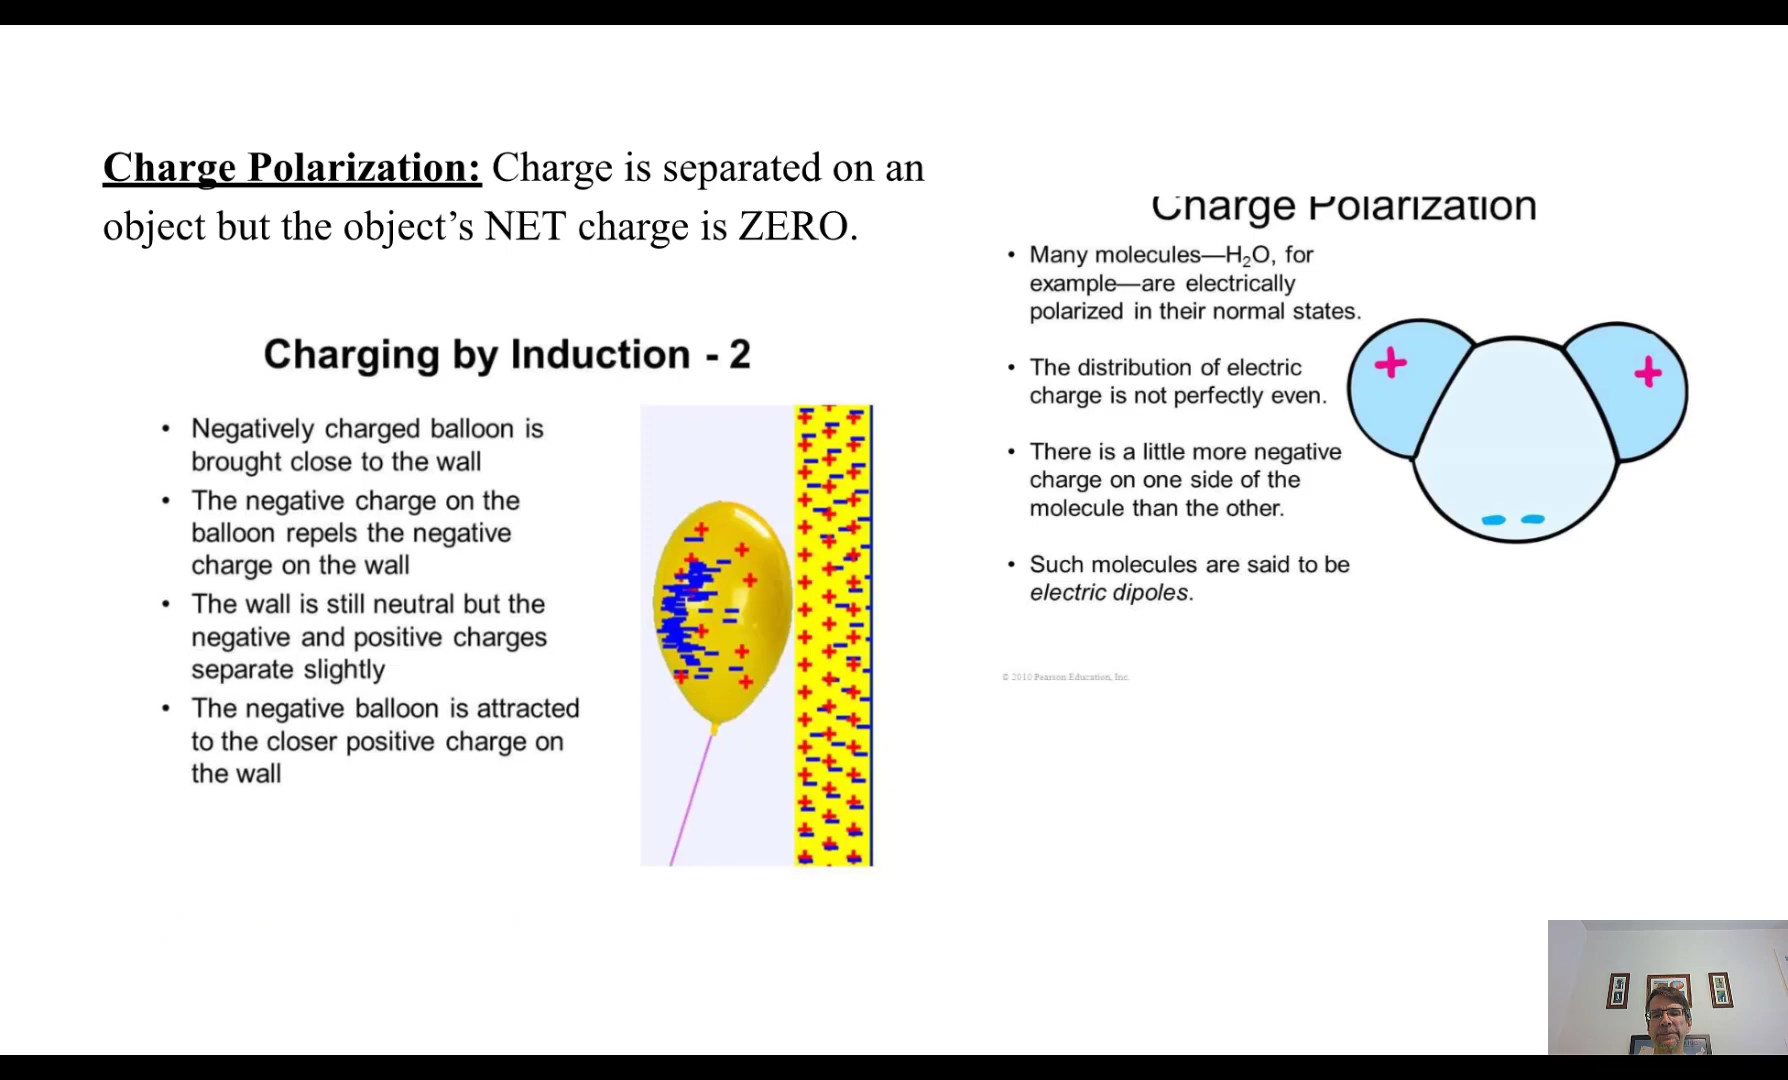 Charge Polarization: Charge is separated on an
object but the object’s NET charge is ZERO.
Charging by Induction - 2
• Negatively charged balloon is
brought close to the wall
• The negative charge on the
balloon repels the negative
charge on the wall
• The wall is still neutral but the
negative and positive charges
separate slightly
• The negative balloon is attracted
to the closer positive charge on
the wall
Charge Polarization
• Many molecules—H₂O, for
example—are electrically
polarized in their normal states.
• The distribution of electric
charge is not perfectly even.
• There is a little more negative
charge on one side of the
molecule than the other.
• Such molecules are said to be
electric dipoles.
© 2010 Pearson Education, Inc.